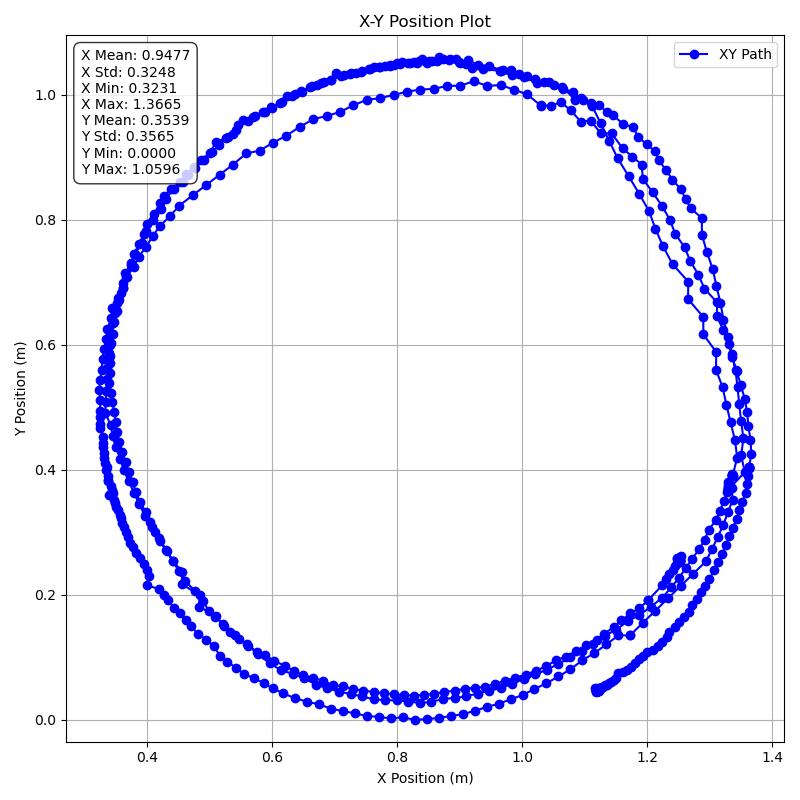 X-Y Position Plot
X Mean: 0.9477
X Std: 0.3248
X Min: 0.3231
X Max: 1.3665
Y Mean: 0.3539
Y Std: 0.3565
Y Min: 0.0000
Y Max: 1.0596
XY Path
Y Position (m)
1.0
0.8
0.6
0.4
0.2
0.0
0.4 0.6 0.8 1.0 1.2 1.4
X Position (m)